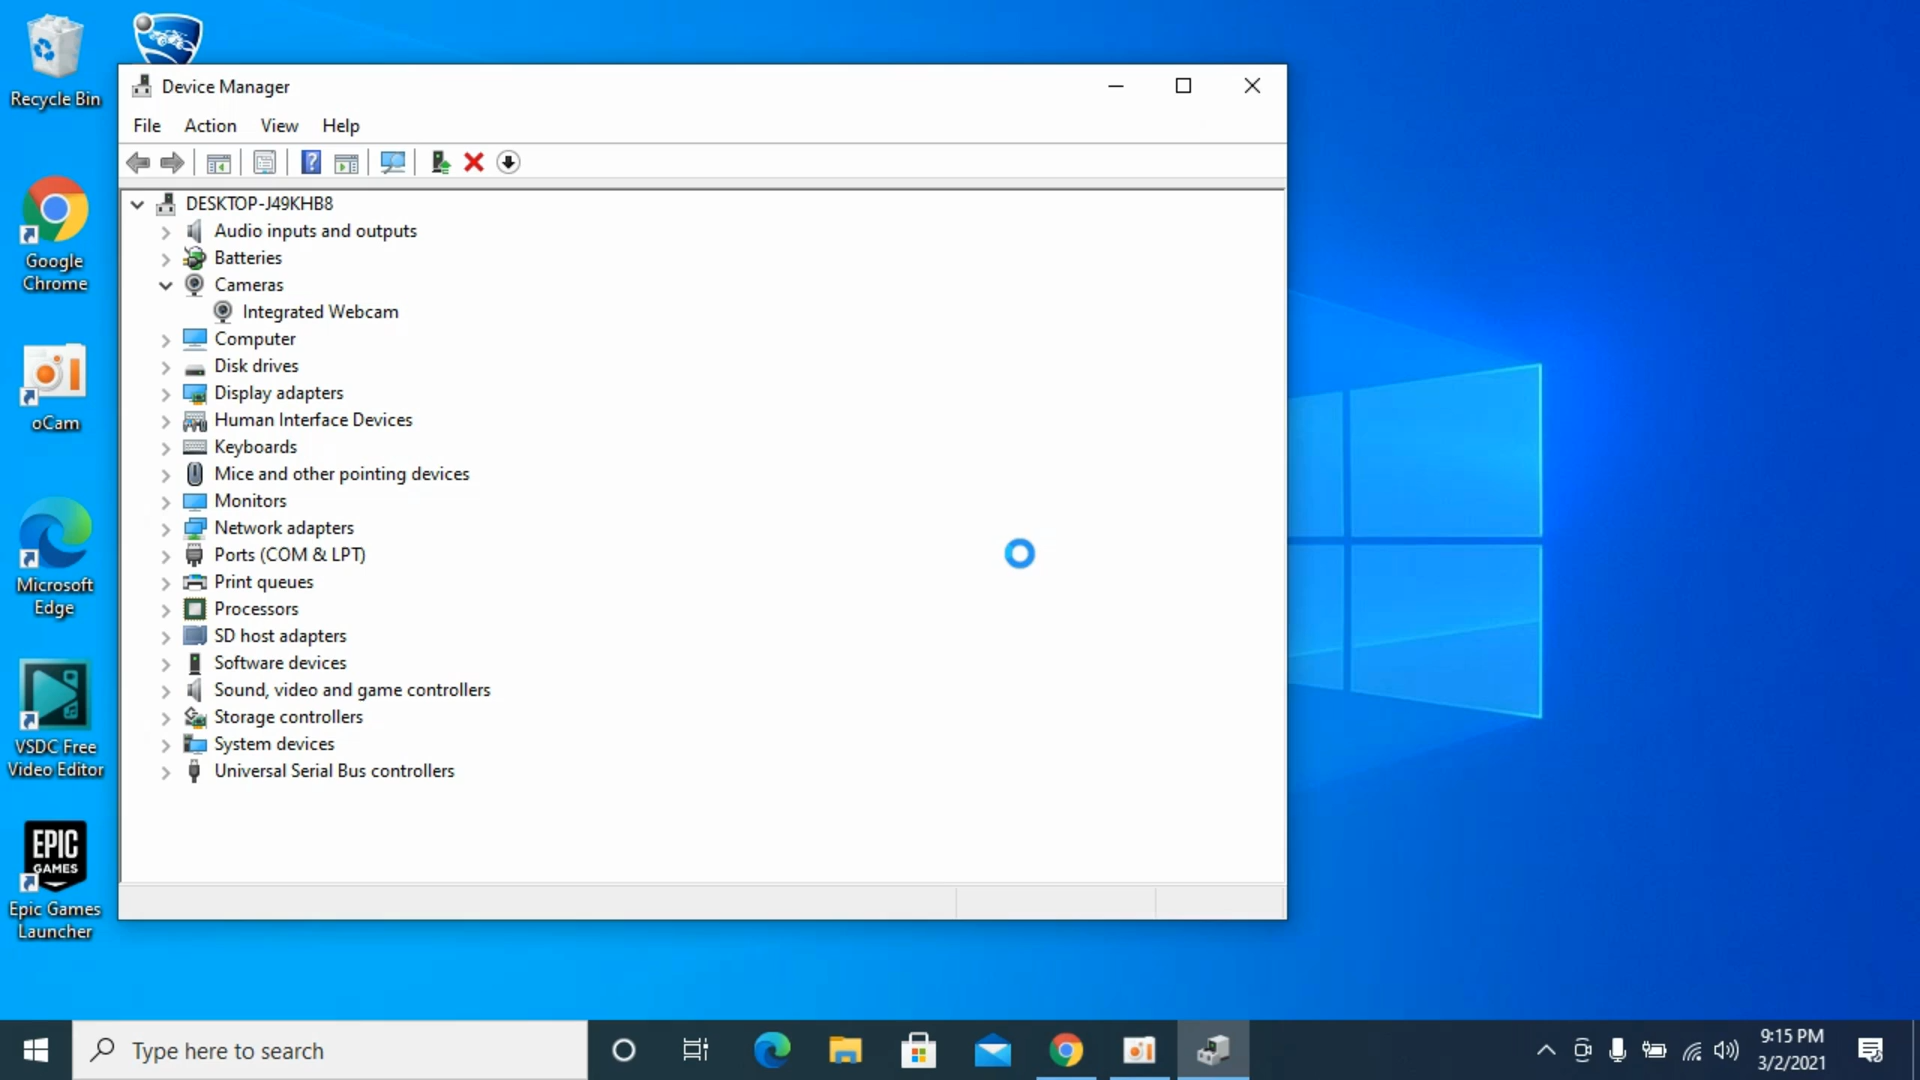 Recycle Bin
Google
Chrome
oCam
Microsoft
Edge
VSDC Free
Video Editor
EPIC
GAMES
Epic Games
Launcher
Device Manager
File Action View Help
DESKTOP-J49KHB8
Audio inputs and outputs
Batteries
Cameras
Integrated Webcam
Computer
Disk drives
Display adapters
Human Interface Devices
Keyboards
Mice and other pointing devices
Monitors
Network adapters
Ports (COM & LPT)
Print queues
Processors
SD host adapters
Software devices
Sound, video and game controllers
Storage controllers
System devices
Universal Serial Bus controllers
Type here to search
9:15 PM
3/2/2021